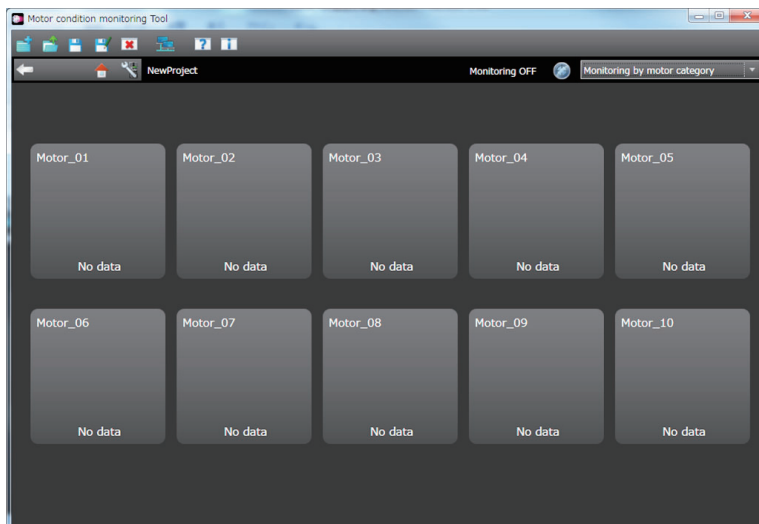 Motor condition monitoring Tool
NewProject Monitoring OFF Monitoring by motor category
Motor_01 Motor_02 Motor_03 Motor_04 Motor_05
No data No data No data No data No data
Motor_06 Motor_07 Motor_08 Motor_09 Motor_10
No data No data No data No data No data